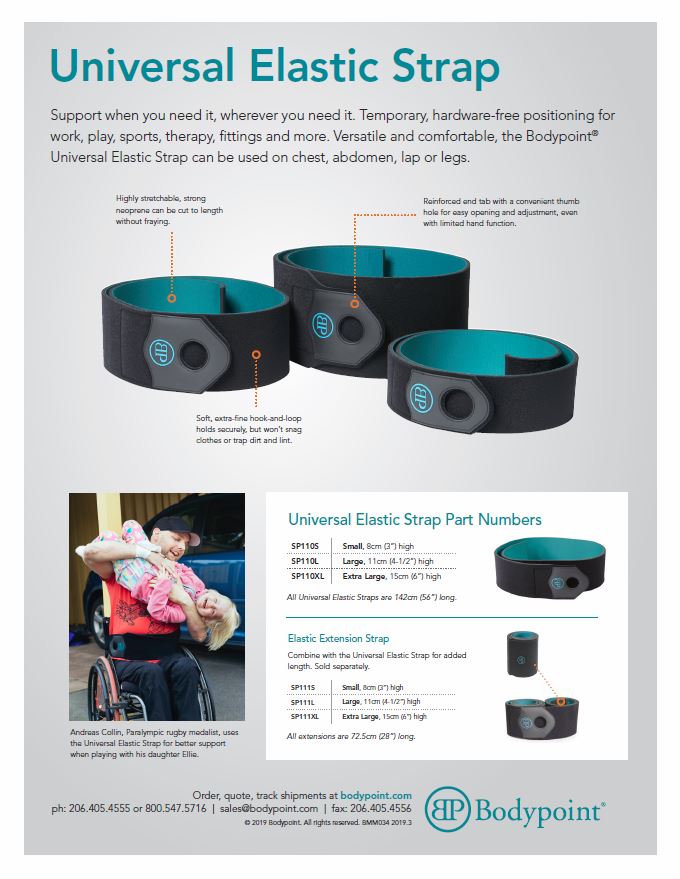 Universal Elastic Strap
Support when you need it, wherever you need it. Temporary, hardware-free positioning for
work, play, sports, therapy, fittings and more. Versatile and comfortable, the Bodypoint®
Universal Elastic Strap can be used on chest, abdomen, lap or legs.
Highly stretchable, strong
neoprene can be cut to length
without fraying.
Reinforced end tab with a convenient thumb
hole for easy opening and adjustment, even
with limited hand function.
Soft, extra-fine hook-and-loop
holds securely, but won't snag
clothes or trap dirt and lint.
Andreas Collin, Paralympic rugby medalist, uses
the Universal Elastic Strap for better support
when playing with his daughter Ellie.
Universal Elastic Strap Part Numbers
SP110S Small, 8cm (3") high
SP110L Large, 11cm (4-1/2") high
SP110XL Extra Large, 15cm (6") high
All Universal Elastic Straps are 142cm (56") long.
Elastic Extension Strap
Combine with the Universal Elastic Strap for added
length. Sold separately.
SP111S Small, 8cm (3") high
SP111L Large, 11cm (4-1/2") high
SP111XL Extra Large, 15cm (6") high
All extensions are 72.5cm (28") long.
Order, quote, track shipments at bodypoint.com
ph: 206.405.4555 or 800.547.5716 | sales@bodypoint.com | fax: 206.405.4556
© 2019 Bodypoint. All rights reserved. BMM034 2019.3
BP Bodypoint®